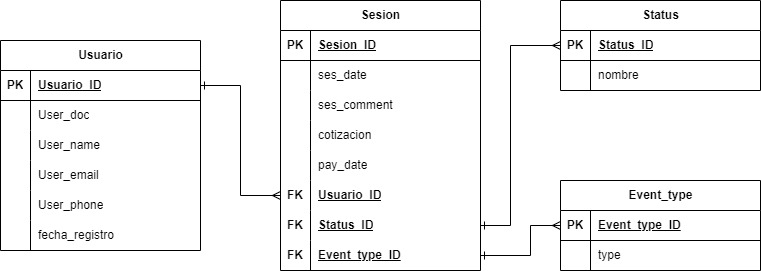 Usuario
PK Usuario_ID
User_doc
User_name
User_email
User_phone
fecha_registro
Sesion
PK Sesion_ID
ses_date
ses_comment
cotizacion
pay_date
FK Usuario_ID
FK Status_ID
FK Event_type_ID
Status
PK Status_ID
nombre
Event_type
PK Event_type_ID
type